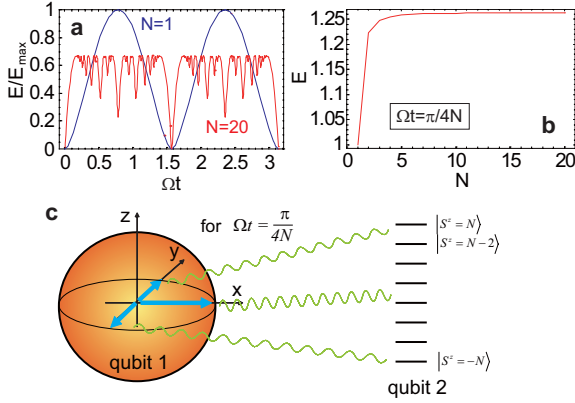 a
N=1
N=20
E/E_max
1
0.8
0.6
0.4
0.2
0
0 0.5 1 1.5 2 2.5 3
Ωt
b
E
1.25
1.2
1.15
1.1
1.05
1
Ωt=π/4N
0 5 10 15 20
N
c
for Ωt = π/4N
z
y
x
qubit 1
|S^z = N⟩
|S^z = N−2⟩
|S^z = −N⟩
qubit 2